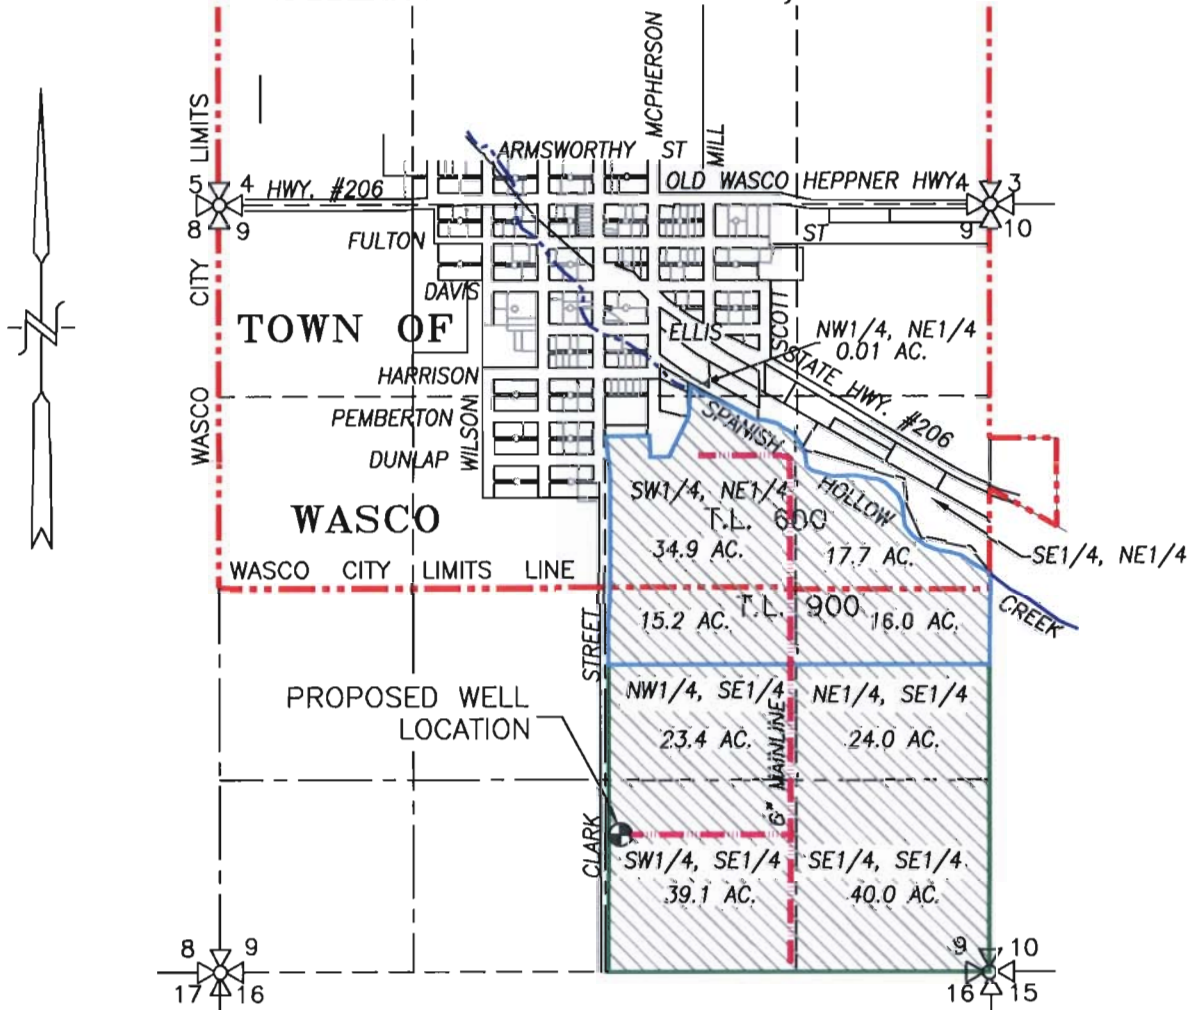 MCPHERSON
MILL
LIMITS
ARMSWORTHY ST
5 4
HWY. #206
OLD WASCO HEPPNER HWY
4 3
8 9
9 10
FULTON
ST
CITY
DAVIS
TOWN OF
ELLIS
SCOTT
NW1/4, NE1/4
0.01 AC.
STATE HWY. #206
HARRISON
WASCO
PEMBERTON
WILSON
SPANISH
DUNLAP
HOLLOW
SW1/4, NE1/4
WASCO
T.L. 600
34.9 AC.
17.7 AC.
SE1/4, NE1/4
WASCO CITY LIMITS LINE
T.L. 900
CREEK
15.2 AC.
16.0 AC.
STREET
PROPOSED WELL
LOCATION
NW1/4, SE1/4
NE1/4, SE1/4
23.4 AC.
24.0 AC.
6" MAINLINE
CLARK
SW1/4, SE1/4
SE1/4, SE1/4
39.1 AC.
40.0 AC.
8 9
9 10
17 16
16 15
N